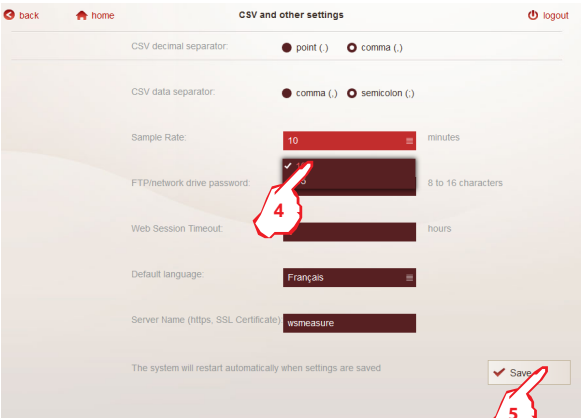 back home CSV and other settings logout
CSV decimal separator: point (.) comma (,)
CSV data separator: comma (,) semicolon (;)
Sample Rate: 10 minutes
FTP/network drive password: 8 to 16 characters
4
Web Session Timeout: hours
Default language: Français
Server Name (https, SSL Certificate): wsmeasure
The system will restart automatically when settings are saved Save
5